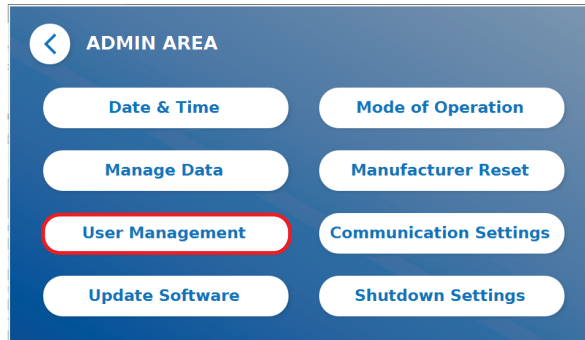 ADMIN AREA
Date & Time
Mode of Operation
Manage Data
Manufacturer Reset
User Management
Communication Settings
Update Software
Shutdown Settings